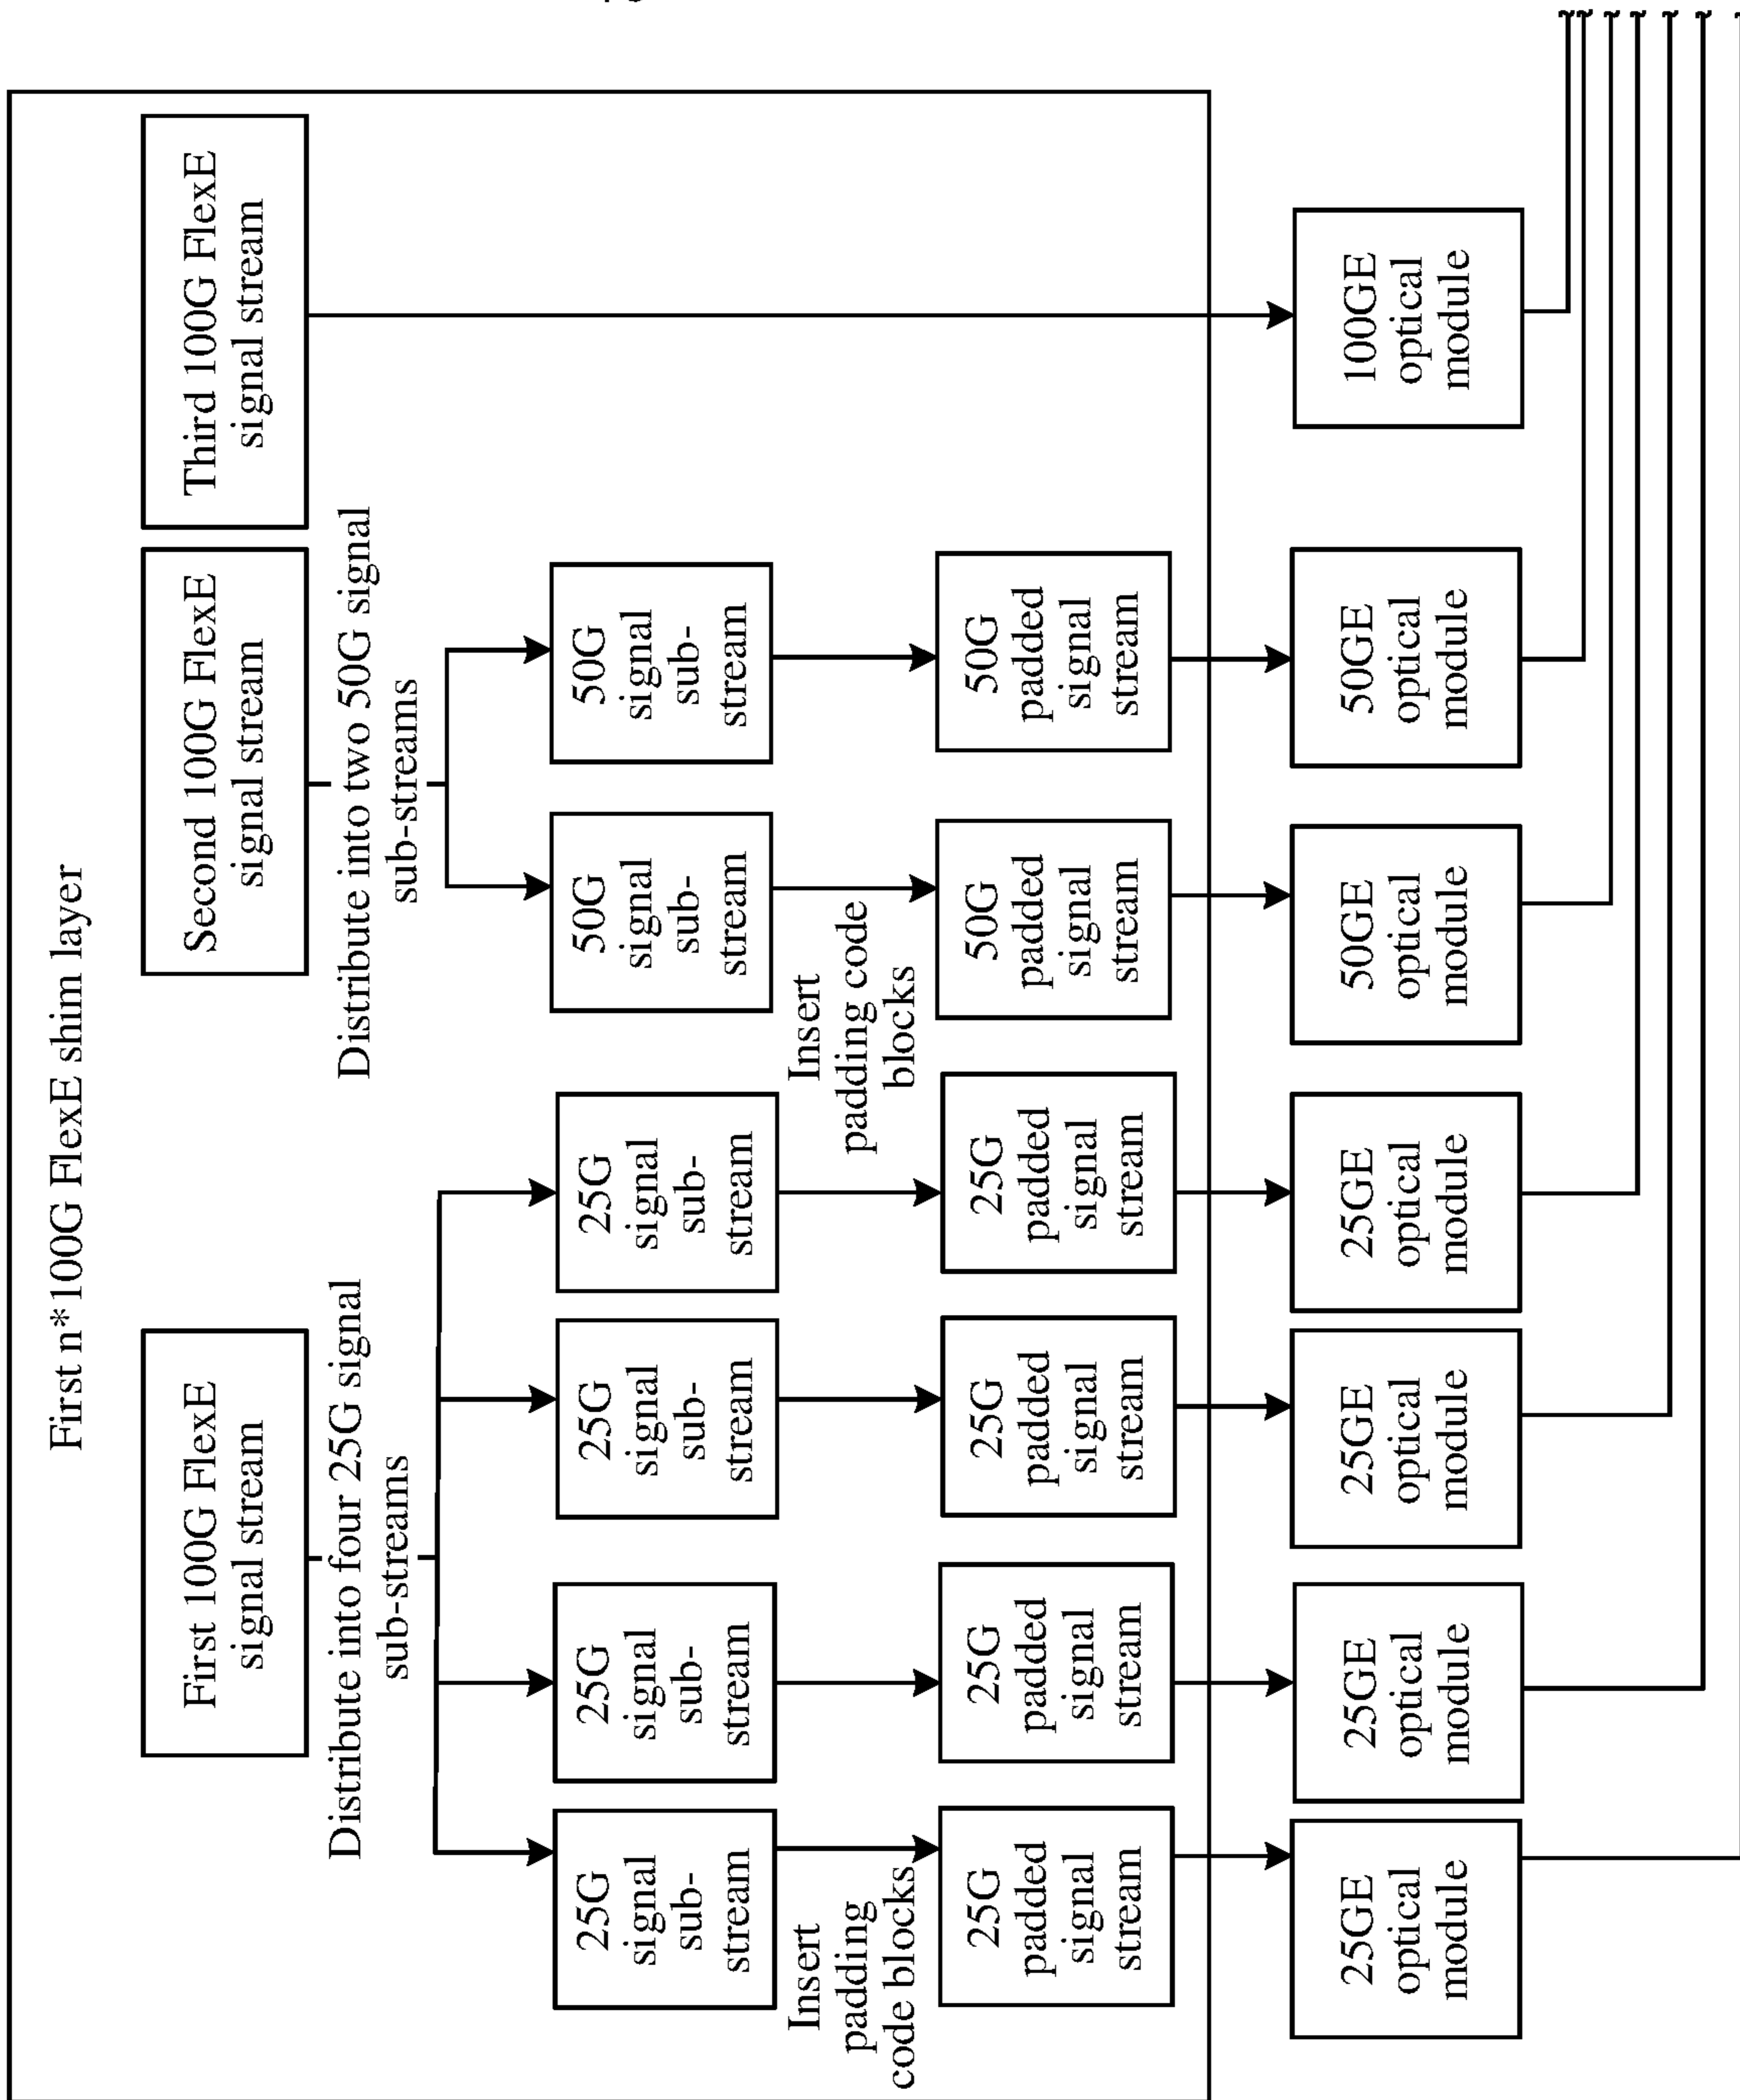 First n*100G FlexE shim layer
First 100G FlexE
signal stream
Second 100G FlexE
signal stream
Third 100G FlexE
signal stream
Distribute into four 25G signal
sub-streams
Distribute into two 50G signal
sub-streams
25G
signal
sub-
stream
25G
signal
sub-
stream
25G
signal
sub-
stream
25G
signal
sub-
stream
50G
signal
sub-
stream
50G
signal
sub-
stream
Insert
padding
code blocks
Insert
padding code
blocks
25G
padded
signal
stream
25G
padded
signal
stream
25G
padded
signal
stream
25G
padded
signal
stream
50G
padded
signal
stream
50G
padded
signal
stream
25GE
optical
module
25GE
optical
module
25GE
optical
module
25GE
optical
module
50GE
optical
module
50GE
optical
module
100GE
optical
module